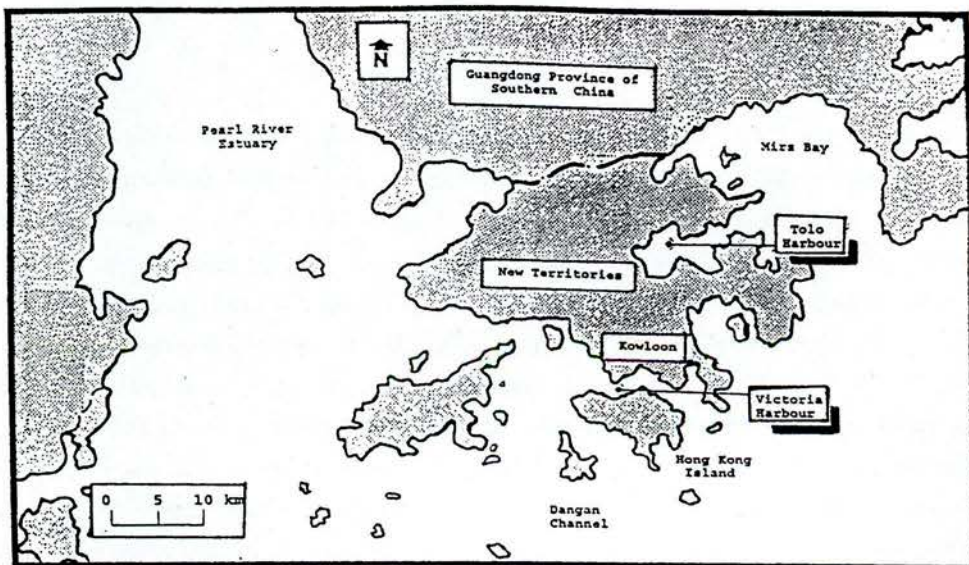 N
Guangdong Province of
Southern China
Pearl River
Estuary
Mirs Bay
Tolo
Harbour
New Territories
Kowloon
Victoria
Harbour
Hong Kong
Island
0 5 10 km
Dangan
Channel